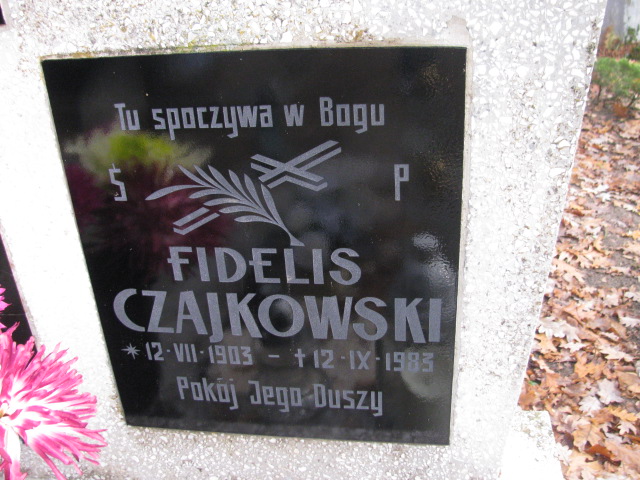 Tu spoczywa w Bogu
Ś P
FIDELIS
CZAJKOWSKI
* 12·VII·1903 – † 12·IX·1983
Pokój Jego Duszy